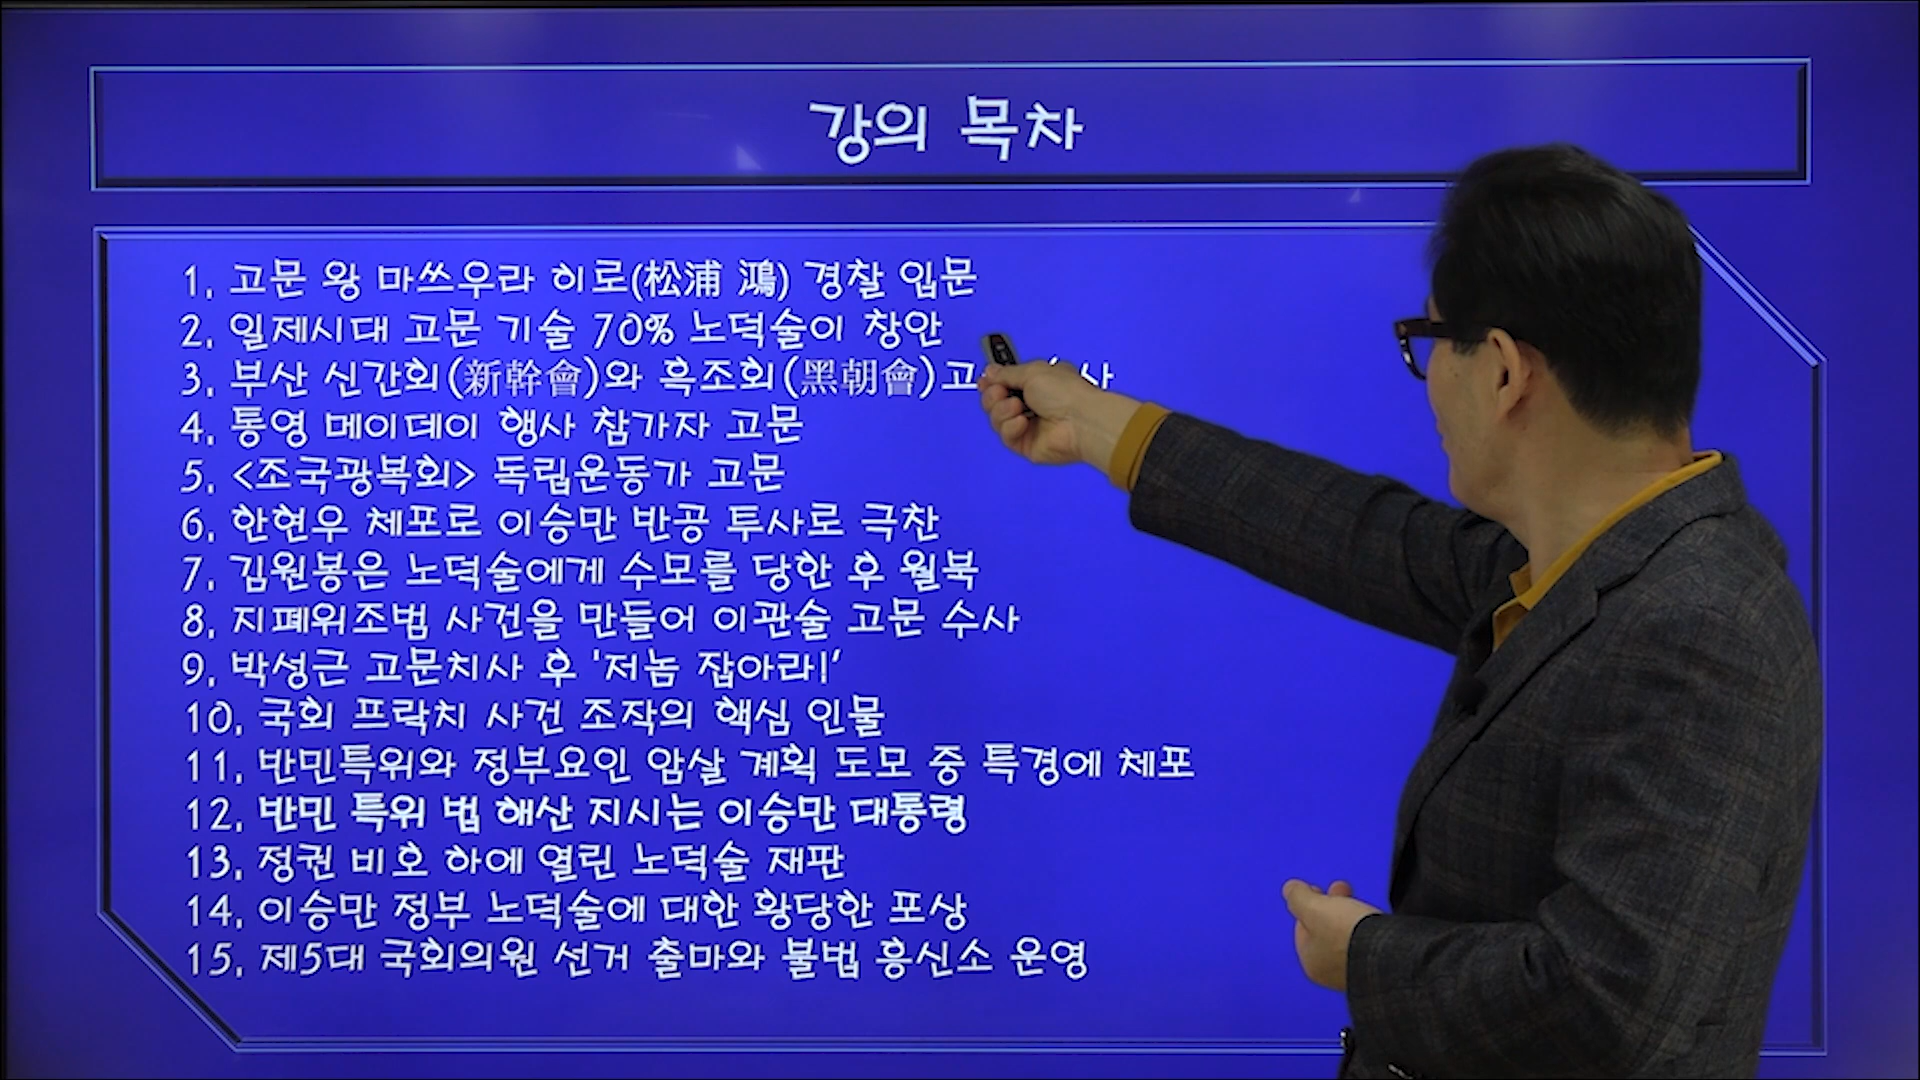 강의 목차
1. 고문 왕 마쓰우라 히로(松浦 鴻) 경찰 입문
2. 일제시대 고문 기술 70% 노덕술이 창안
3. 부산 신간회(新幹會)와 흑조회(黑朝會)고
4. 통영 메이데이 행사 참가자 고문
5. <조국광복회> 독립운동가 고문
6. 한현우 체포로 이승만 반공 투사로 극찬
7. 김원봉은 노덕술에게 수모를 당한 후 월북
8. 지폐위조범 사건을 만들어 이관술 고문 수사
9. 박성근 고문치사 후 '저놈 잡아라!'
10. 국회 프락치 사건 조작의 핵심 인물
11. 반민특위와 정부요인 암살 계획 도모 중 특경에 체포
12. 반민 특위 법 해산 지시는 이승만 대통령
13. 정권 비호 하에 열린 노덕술 재판
14. 이승만 정부 노덕술에 대한 황당한 포상
15. 제5대 국회의원 선거 출마와 불법 흥신소 운영